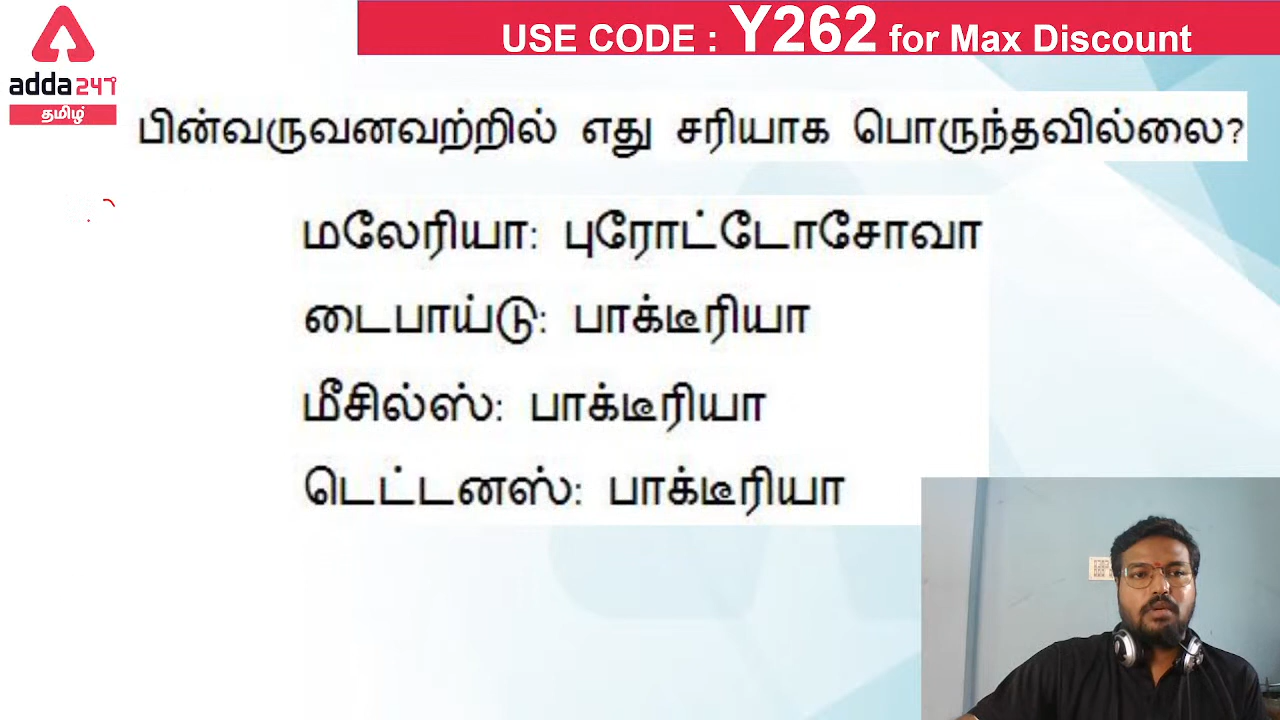 USE CODE : Y262 for Max Discount
adda247
தமிழ்
பின்வருவனவற்றில் எது சரியாக பொருந்தவில்லை?
மலேரியா: புரோட்டோசோவா
டைபாய்டு: பாக்டீரியா
மீசில்ஸ்: பாக்டீரியா
டெட்டனஸ்: பாக்டீரியா